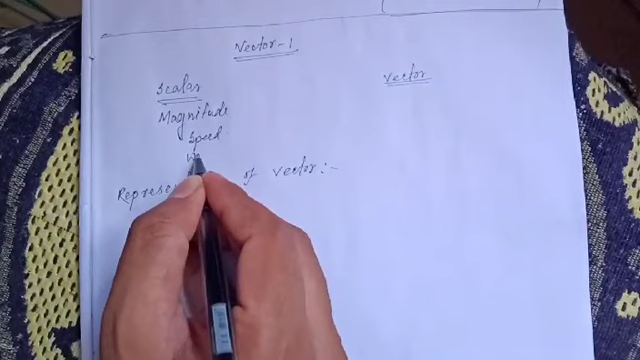 Vector-1
Scalar
vector
Magnitude
Speed
of vector :-